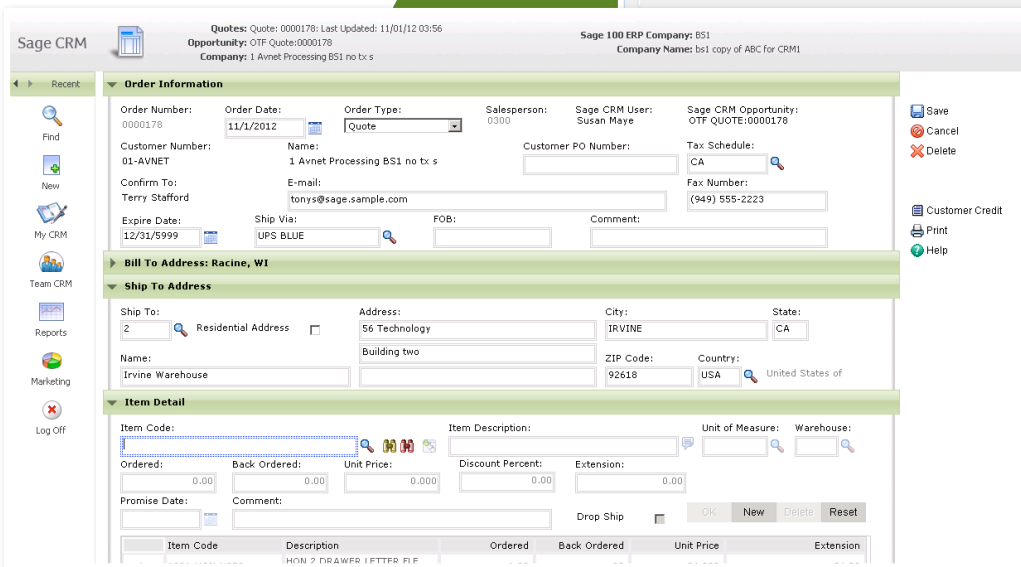 Quotes: Quote: 0000178: Last Updated: 11/01/12 03:56
Opportunity: OTF Quote:0000178
Company: 1 Avnet Processing BS1 no tx s
Sage 100 ERP Company: BS1
Company Name: bs1 copy of ABC for CRM1
Sage CRM
Recent
Find
New
My CRM
Team CRM
Reports
Marketing
Log Off
Order Information
Order Number: Order Date: Order Type: Salesperson: Sage CRM User: Sage CRM Opportunity:
0000178 11/1/2012 Quote 0300 Susan Maye OTF QUOTE:0000178
Customer Number: Name: Customer PO Number: Tax Schedule:
01-AVNET 1 Avnet Processing BS1 no tx s CA
Confirm To: E-mail: Fax Number:
Terry Stafford tonys@sage.sample.com (949) 555-2223
Expire Date: Ship Via: FOB: Comment:
12/31/5999 UPS BLUE
Bill To Address: Racine, WI
Ship To Address
Ship To: Address: City: State:
2 Residential Address 56 Technology IRVINE CA
Building two
Name: ZIP Code: Country:
Irvine Warehouse 92618 USA United States of
Item Detail
Item Code: Item Description: Unit of Measure: Warehouse:
Ordered: Back Ordered: Unit Price: Discount Percent: Extension:
0.00 0.00 0.000 0.00 0.00
Promise Date: Comment:
Drop Ship OK New Delete Reset
Item Code Description Ordered Back Ordered Unit Price Extension
HON 2 DRAWER LETTER FLE
Save
Cancel
Delete
Customer Credit
Print
Help